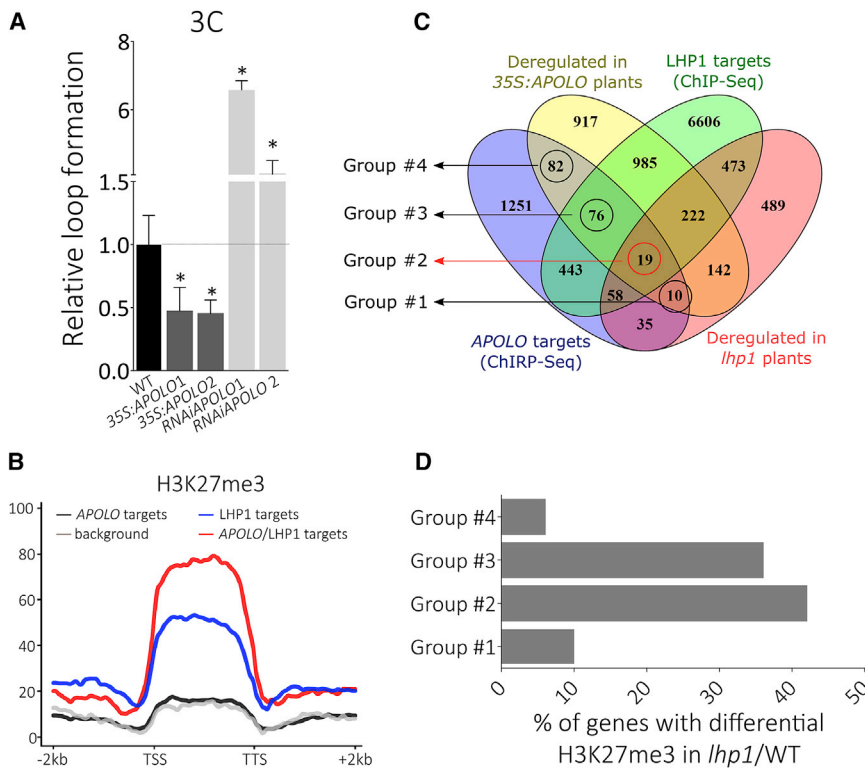 A
3C
Relative loop formation
8
6
1.5
1.0
0.5
0.0
WT
35S:APOLO1
35S:APOLO2
RNAiAPOLO1
RNAiAPOLO 2
*
*
*
*
C
Deregulated in
35S:APOLO plants
LHP1 targets
(ChIP-Seq)
917
6606
Group #4
82
985
473
1251
489
Group #3
76
222
Group #2
19
443
142
Group #1
58
10
35
APOLO targets
(ChIRP-Seq)
Deregulated in
lhp1 plants
B
H3K27me3
APOLO targets
LHP1 targets
background
APOLO/LHP1 targets
100
80
60
40
20
0
-2kb
TSS
TTS
+2kb
D
Group #4
Group #3
Group #2
Group #1
0
10
20
30
40
50
% of genes with differential
H3K27me3 in lhp1/WT